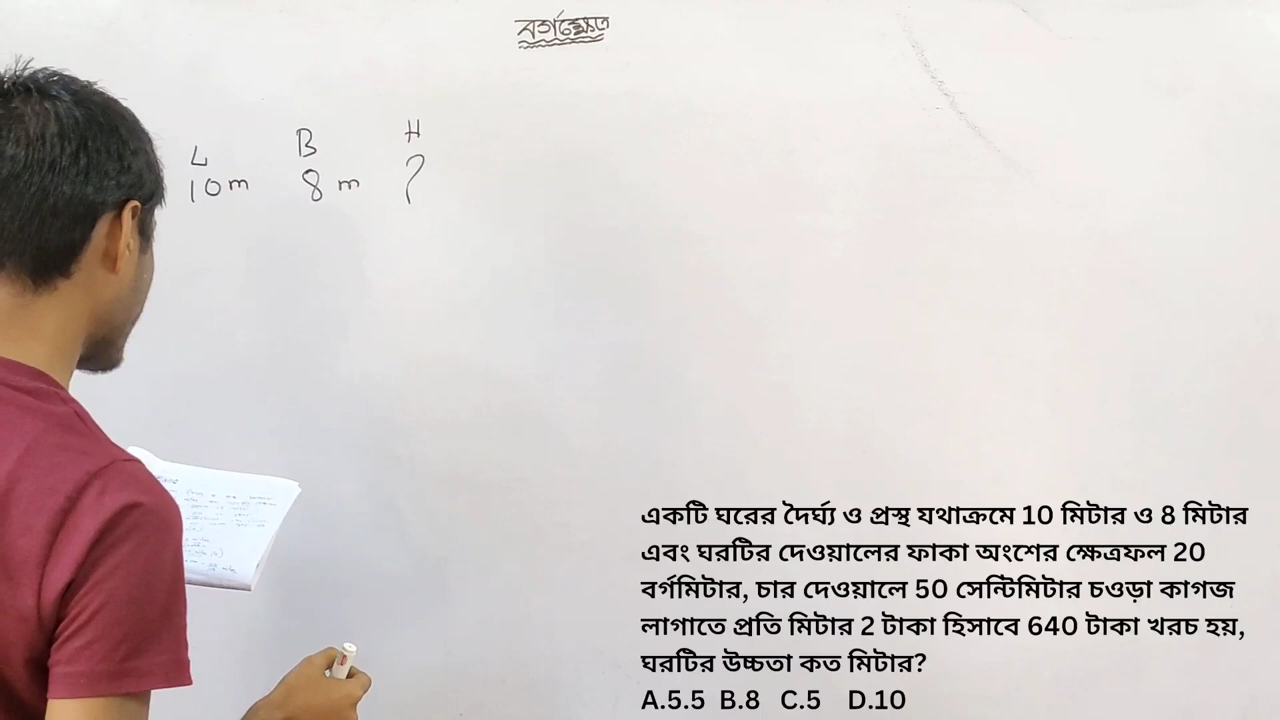 বর্গক্ষেত্র
L B H
10 m 8 m ?
একটি ঘরের দৈর্ঘ্য ও প্রস্থ যথাক্রমে 10 মিটার ও 8 মিটার
এবং ঘরটির দেওয়ালের ফাকা অংশের ক্ষেত্রফল 20
বর্গমিটার, চার দেওয়ালে 50 সেন্টিমিটার চওড়া কাগজ
লাগাতে প্রতি মিটার 2 টাকা হিসাবে 640 টাকা খরচ হয়,
ঘরটির উচ্চতা কত মিটার?
A.5.5 B.8 C.5 D.10